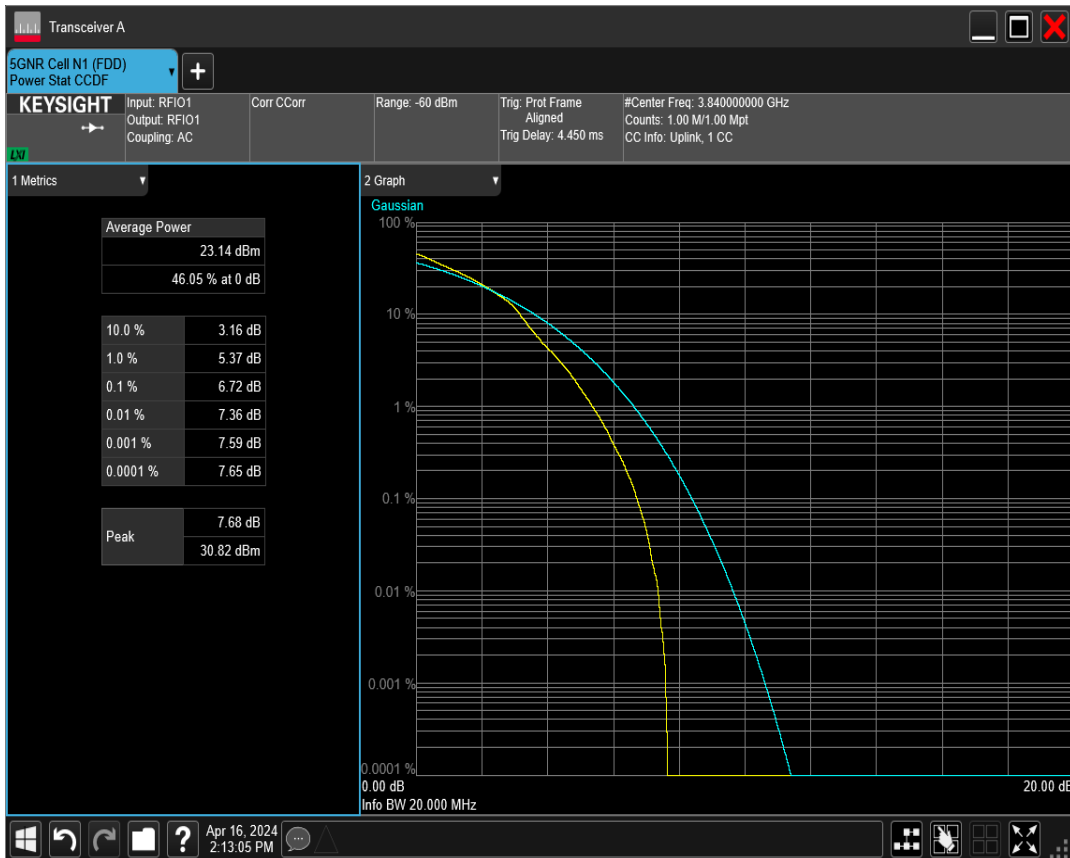 Transceiver A
5GNR Cell N1 (FDD)
Power Stat CCDF
+
KEYSIGHT
LXI
Input: RFIO1
Output: RFIO1
Coupling: AC
Corr CCorr
Range: -60 dBm
Trig: Prot Frame
Aligned
Trig Delay: 4.450 ms
#Center Freq: 3.840000000 GHz
Counts: 1.00 M/1.00 Mpt
CC Info: Uplink, 1 CC
1 Metrics
Average Power
23.14 dBm
46.05 % at 0 dB
10.0 % 3.16 dB
1.0 % 5.37 dB
0.1 % 6.72 dB
0.01 % 7.36 dB
0.001 % 7.59 dB
0.0001 % 7.65 dB
Peak
7.68 dB
30.82 dBm
2 Graph
Gaussian
100 %
10 %
1 %
0.1 %
0.01 %
0.001 %
0.0001 %
0.00 dB
20.00 dB
Info BW 20.000 MHz
?
Apr 16, 2024
2:13:05 PM